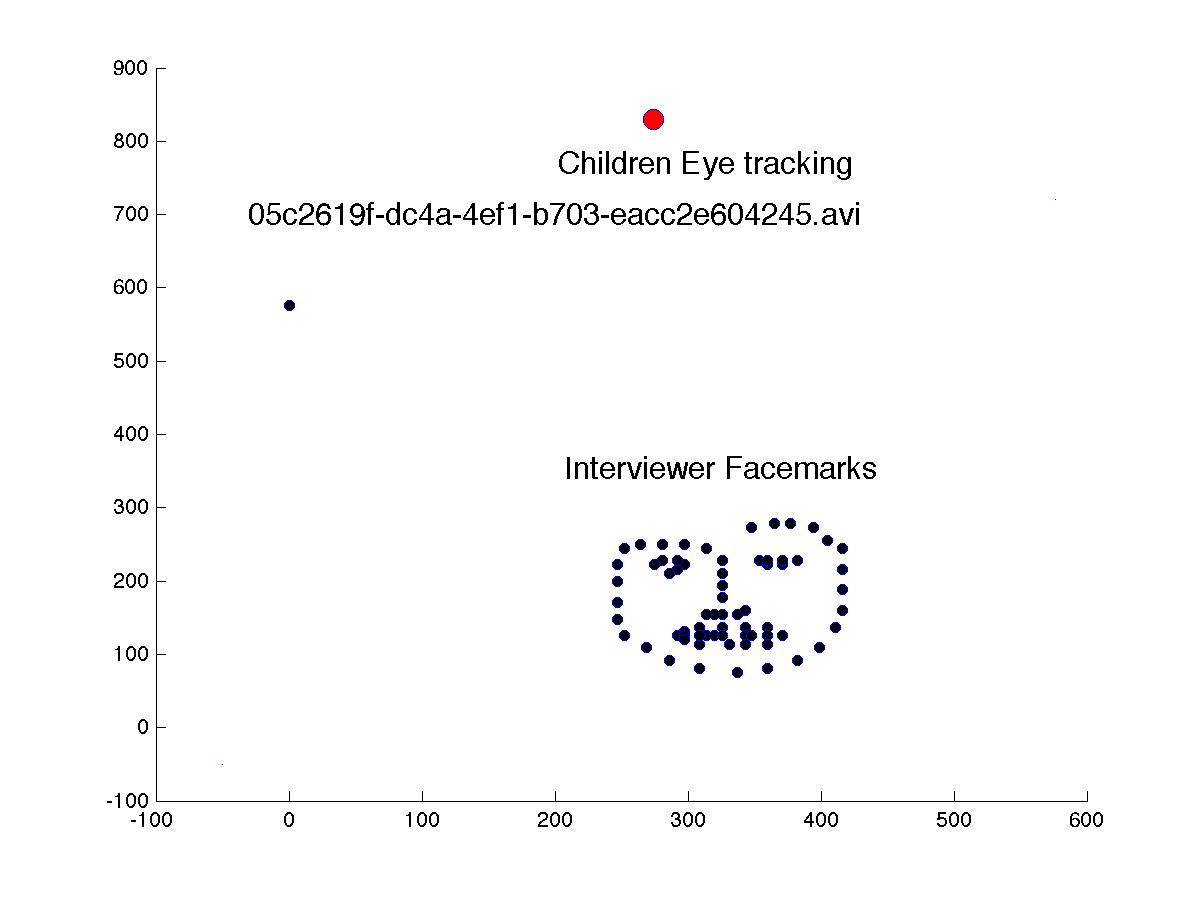 900
800
Children Eye tracking
700
05c2619f-dc4a-4ef1-b703-eacc2e604245.avi
600
500
400
Interviewer Facemarks
300
200
100
0
-100
-100 0 100 200 300 400 500 600